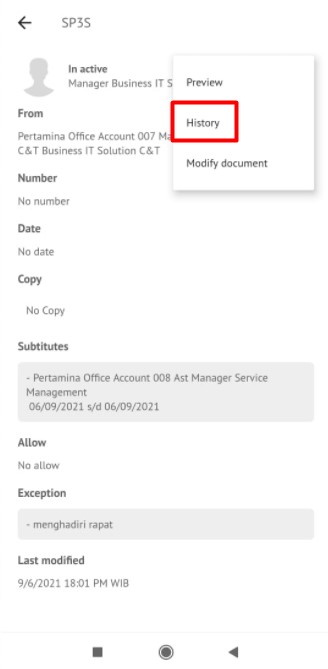 SP3S
In active
Manager Business IT S
Preview
History
Modify document
From
Pertamina Office Account 007 Ma
C&T Business IT Solution C&T
Number
No number
Date
No date
Copy
No Copy
Subtitutes
- Pertamina Office Account 008 Ast Manager Service
Management
06/09/2021 s/d 06/09/2021
Allow
No allow
Exception
- menghadiri rapat
Last modified
9/6/2021 18:01 PM WIB